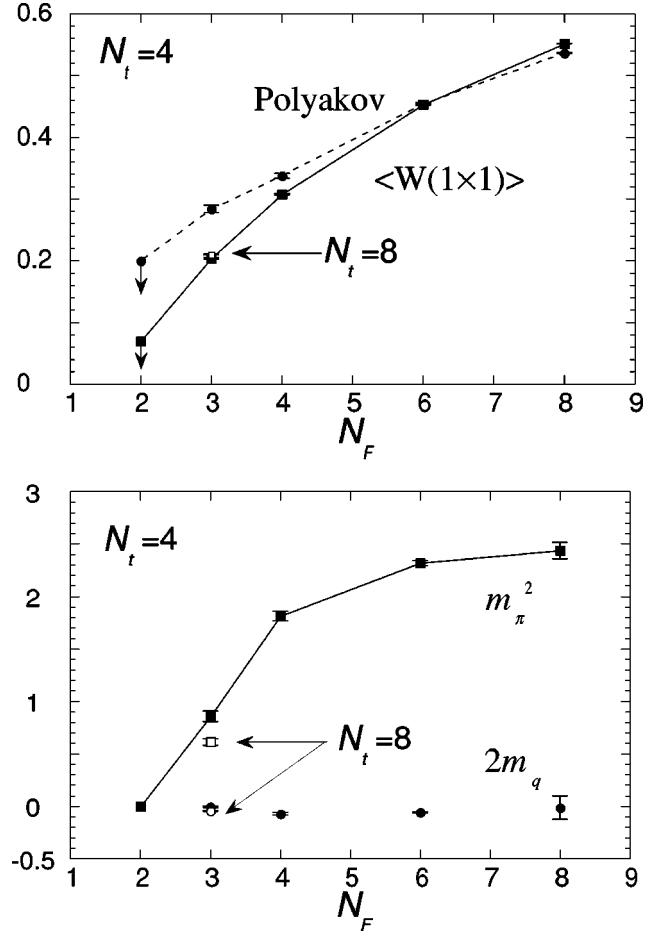 0.6
N_t=4
Polyakov
0.4
<W(1×1)>
0.2
N_t=8
0
1 2 3 4 5 6 7 8 9
N_F
3
N_t=4
2
m_π^2
1
N_t=8
2m_q
0
-0.5
1 2 3 4 5 6 7 8 9
N_F